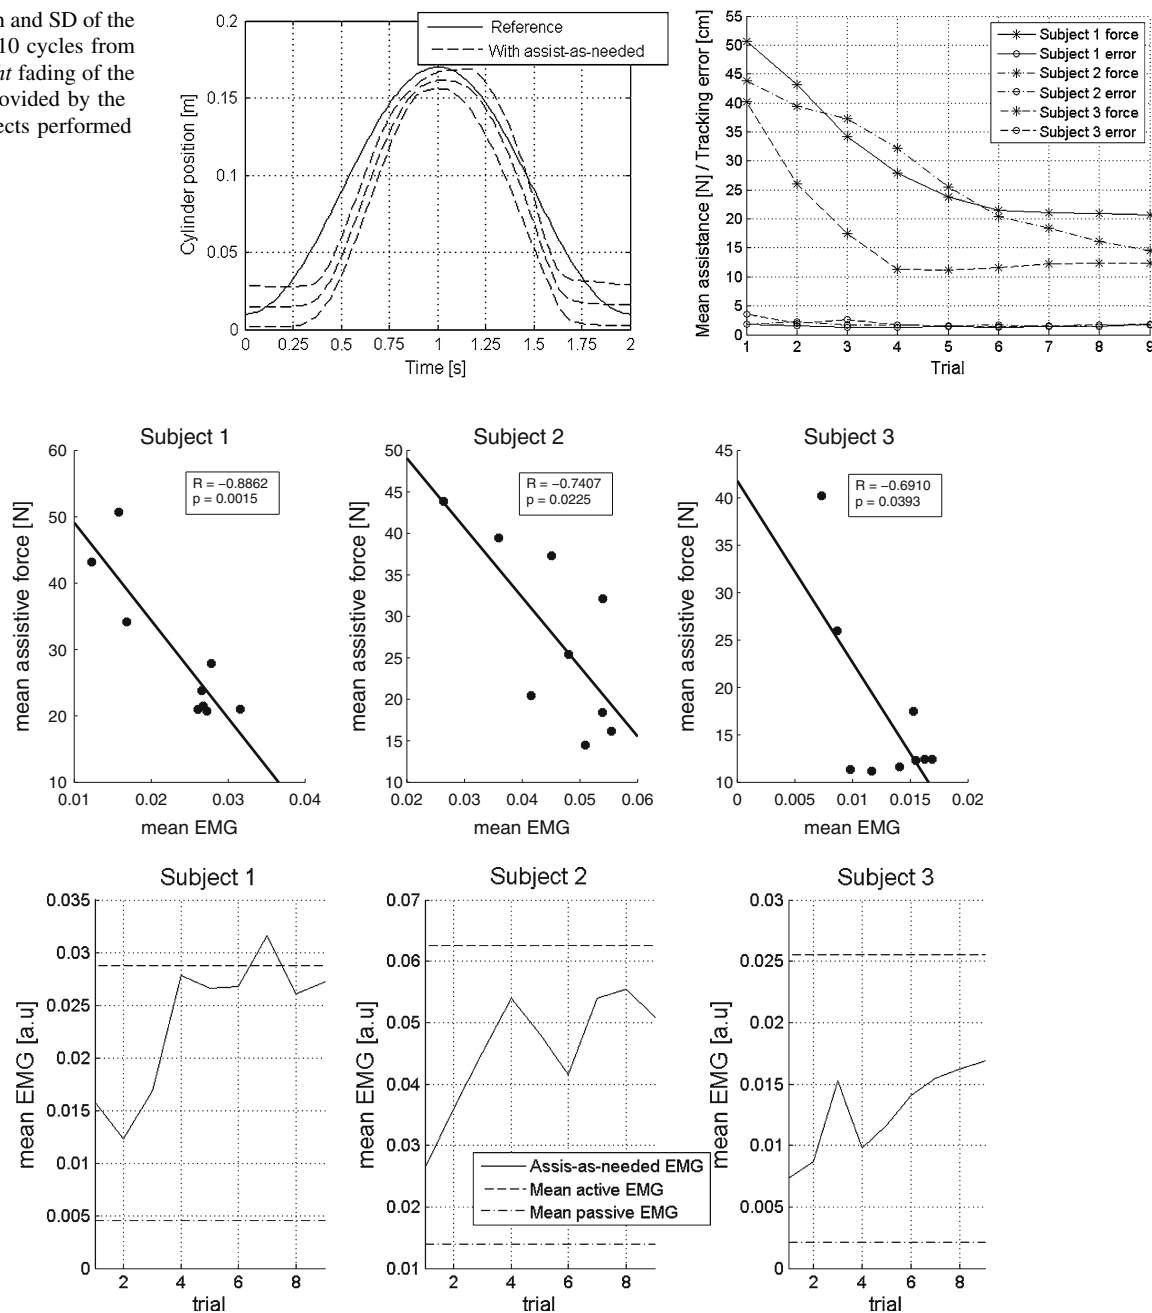 n and SD of the
10 cycles from
ht fading of the
ovided by the
ects performed
0.2
0.15
0.1
0.05
0
Cylinder position [m]
Reference
With assist-as-needed
0 0.25 0.5 0.75 1 1.25 1.5 1.75 2
Time [s]
55
50
45
40
35
30
25
20
15
10
5
0
Mean assistance [N] / Tracking error [cm]
Subject 1 force
Subject 1 error
Subject 2 force
Subject 2 error
Subject 3 force
Subject 3 error
1 2 3 4 5 6 7 8 9
Trial
Subject 1
60
50
40
30
20
10
mean assistive force [N]
R = −0.8862
p = 0.0015
0.01 0.02 0.03 0.04
mean EMG
Subject 2
50
45
40
35
30
25
20
15
10
mean assistive force [N]
R = −0.7407
p = 0.0225
0.02 0.03 0.04 0.05 0.06
mean EMG
Subject 3
45
40
35
30
25
20
15
10
mean assistive force [N]
R = −0.6910
p = 0.0393
0 0.005 0.01 0.015 0.02
mean EMG
Subject 1
0.035
0.03
0.025
0.02
0.015
0.01
0.005
0
mean EMG [a.u]
2 4 6 8
trial
Subject 2
0.07
0.06
0.05
0.04
0.03
0.02
0.01
mean EMG [a.u]
Assis-as-needed EMG
Mean active EMG
Mean passive EMG
2 4 6 8
trial
Subject 3
0.03
0.025
0.02
0.015
0.01
0.005
0
mean EMG [a.u]
2 4 6 8
trial